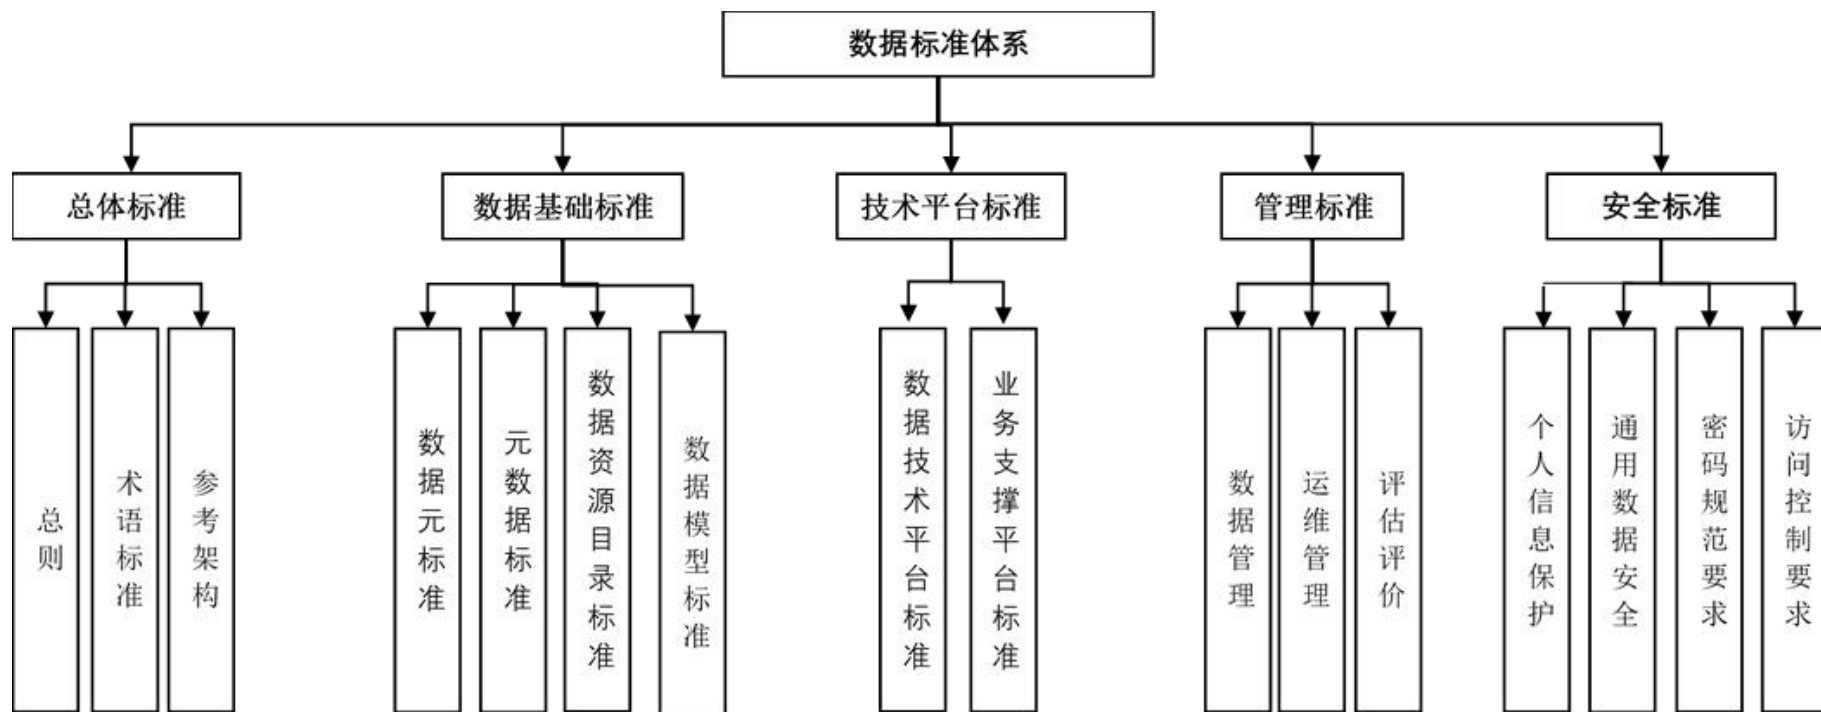 数据标准体系
总体标准
数据基础标准
技术平台标准
管理标准
安全标准
总则
术语标准
参考架构
数据元标准
元数据标准
数据资源目录标准
数据模型标准
数据技术平台标准
业务支撑平台标准
数据管理
运维管理
评估评价
个人信息保护
通用数据安全
密码规范要求
访问控制要求